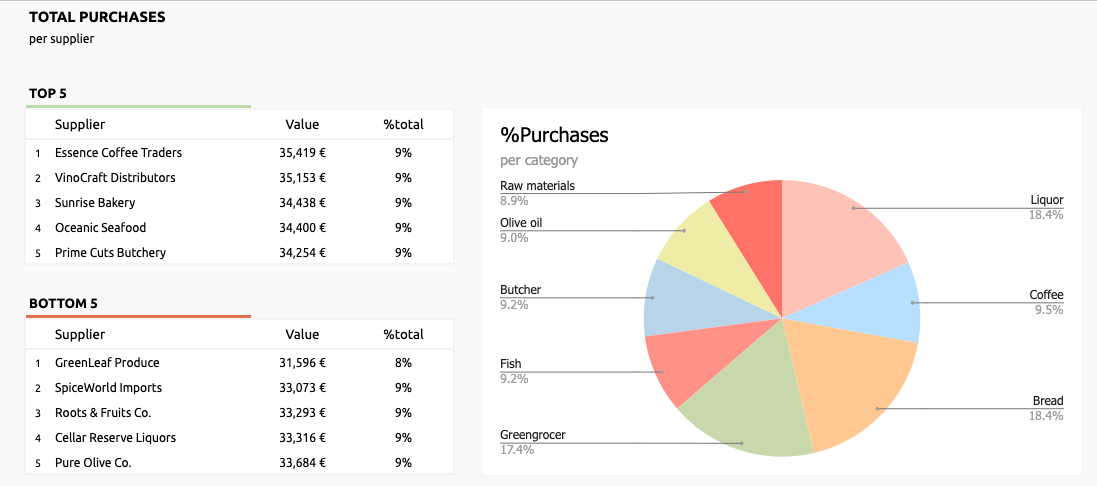 TOTAL PURCHASES
per supplier
TOP 5
Supplier Value %total
1 Essence Coffee Traders 35,419 € 9%
2 VinoCraft Distributors 35,153 € 9%
3 Sunrise Bakery 34,438 € 9%
4 Oceanic Seafood 34,400 € 9%
5 Prime Cuts Butchery 34,254 € 9%
BOTTOM 5
Supplier Value %total
1 GreenLeaf Produce 31,596 € 8%
2 SpiceWorld Imports 33,073 € 9%
3 Roots & Fruits Co. 33,293 € 9%
4 Cellar Reserve Liquors 33,316 € 9%
5 Pure Olive Co. 33,684 € 9%
%Purchases
per category
Raw materials
8.9%
Olive oil
9.0%
Butcher
9.2%
Fish
9.2%
Greengrocer
17.4%
Liquor
18.4%
Coffee
9.5%
Bread
18.4%